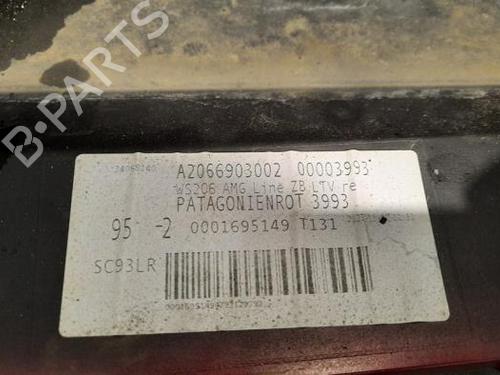 A2066903002 00003993
WS206 AMG Line ZB LTV re
PATAGONIENROT 3993
95 -2 0001695149 T131
SC93LR
B-PARTS